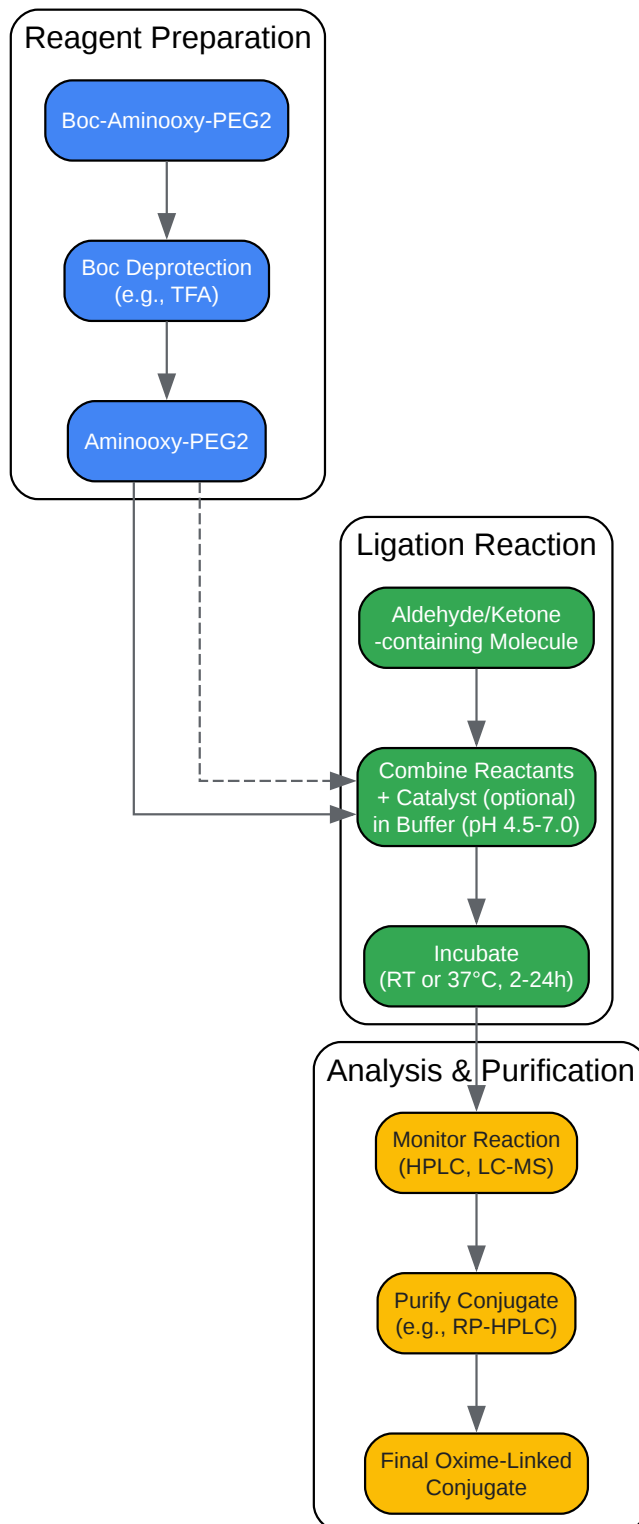 Reagent Preparation
Boc-Aminooxy-PEG2
Boc Deprotection
(e.g., TFA)
Aminooxy-PEG2
Ligation Reaction
Aldehyde/Ketone
-containing Molecule
Combine Reactants
+ Catalyst (optional)
in Buffer (pH 4.5-7.0)
Incubate
(RT or 37°C, 2-24h)
Analysis & Purification
Monitor Reaction
(HPLC, LC-MS)
Purify Conjugate
(e.g., RP-HPLC)
Final Oxime-Linked
Conjugate